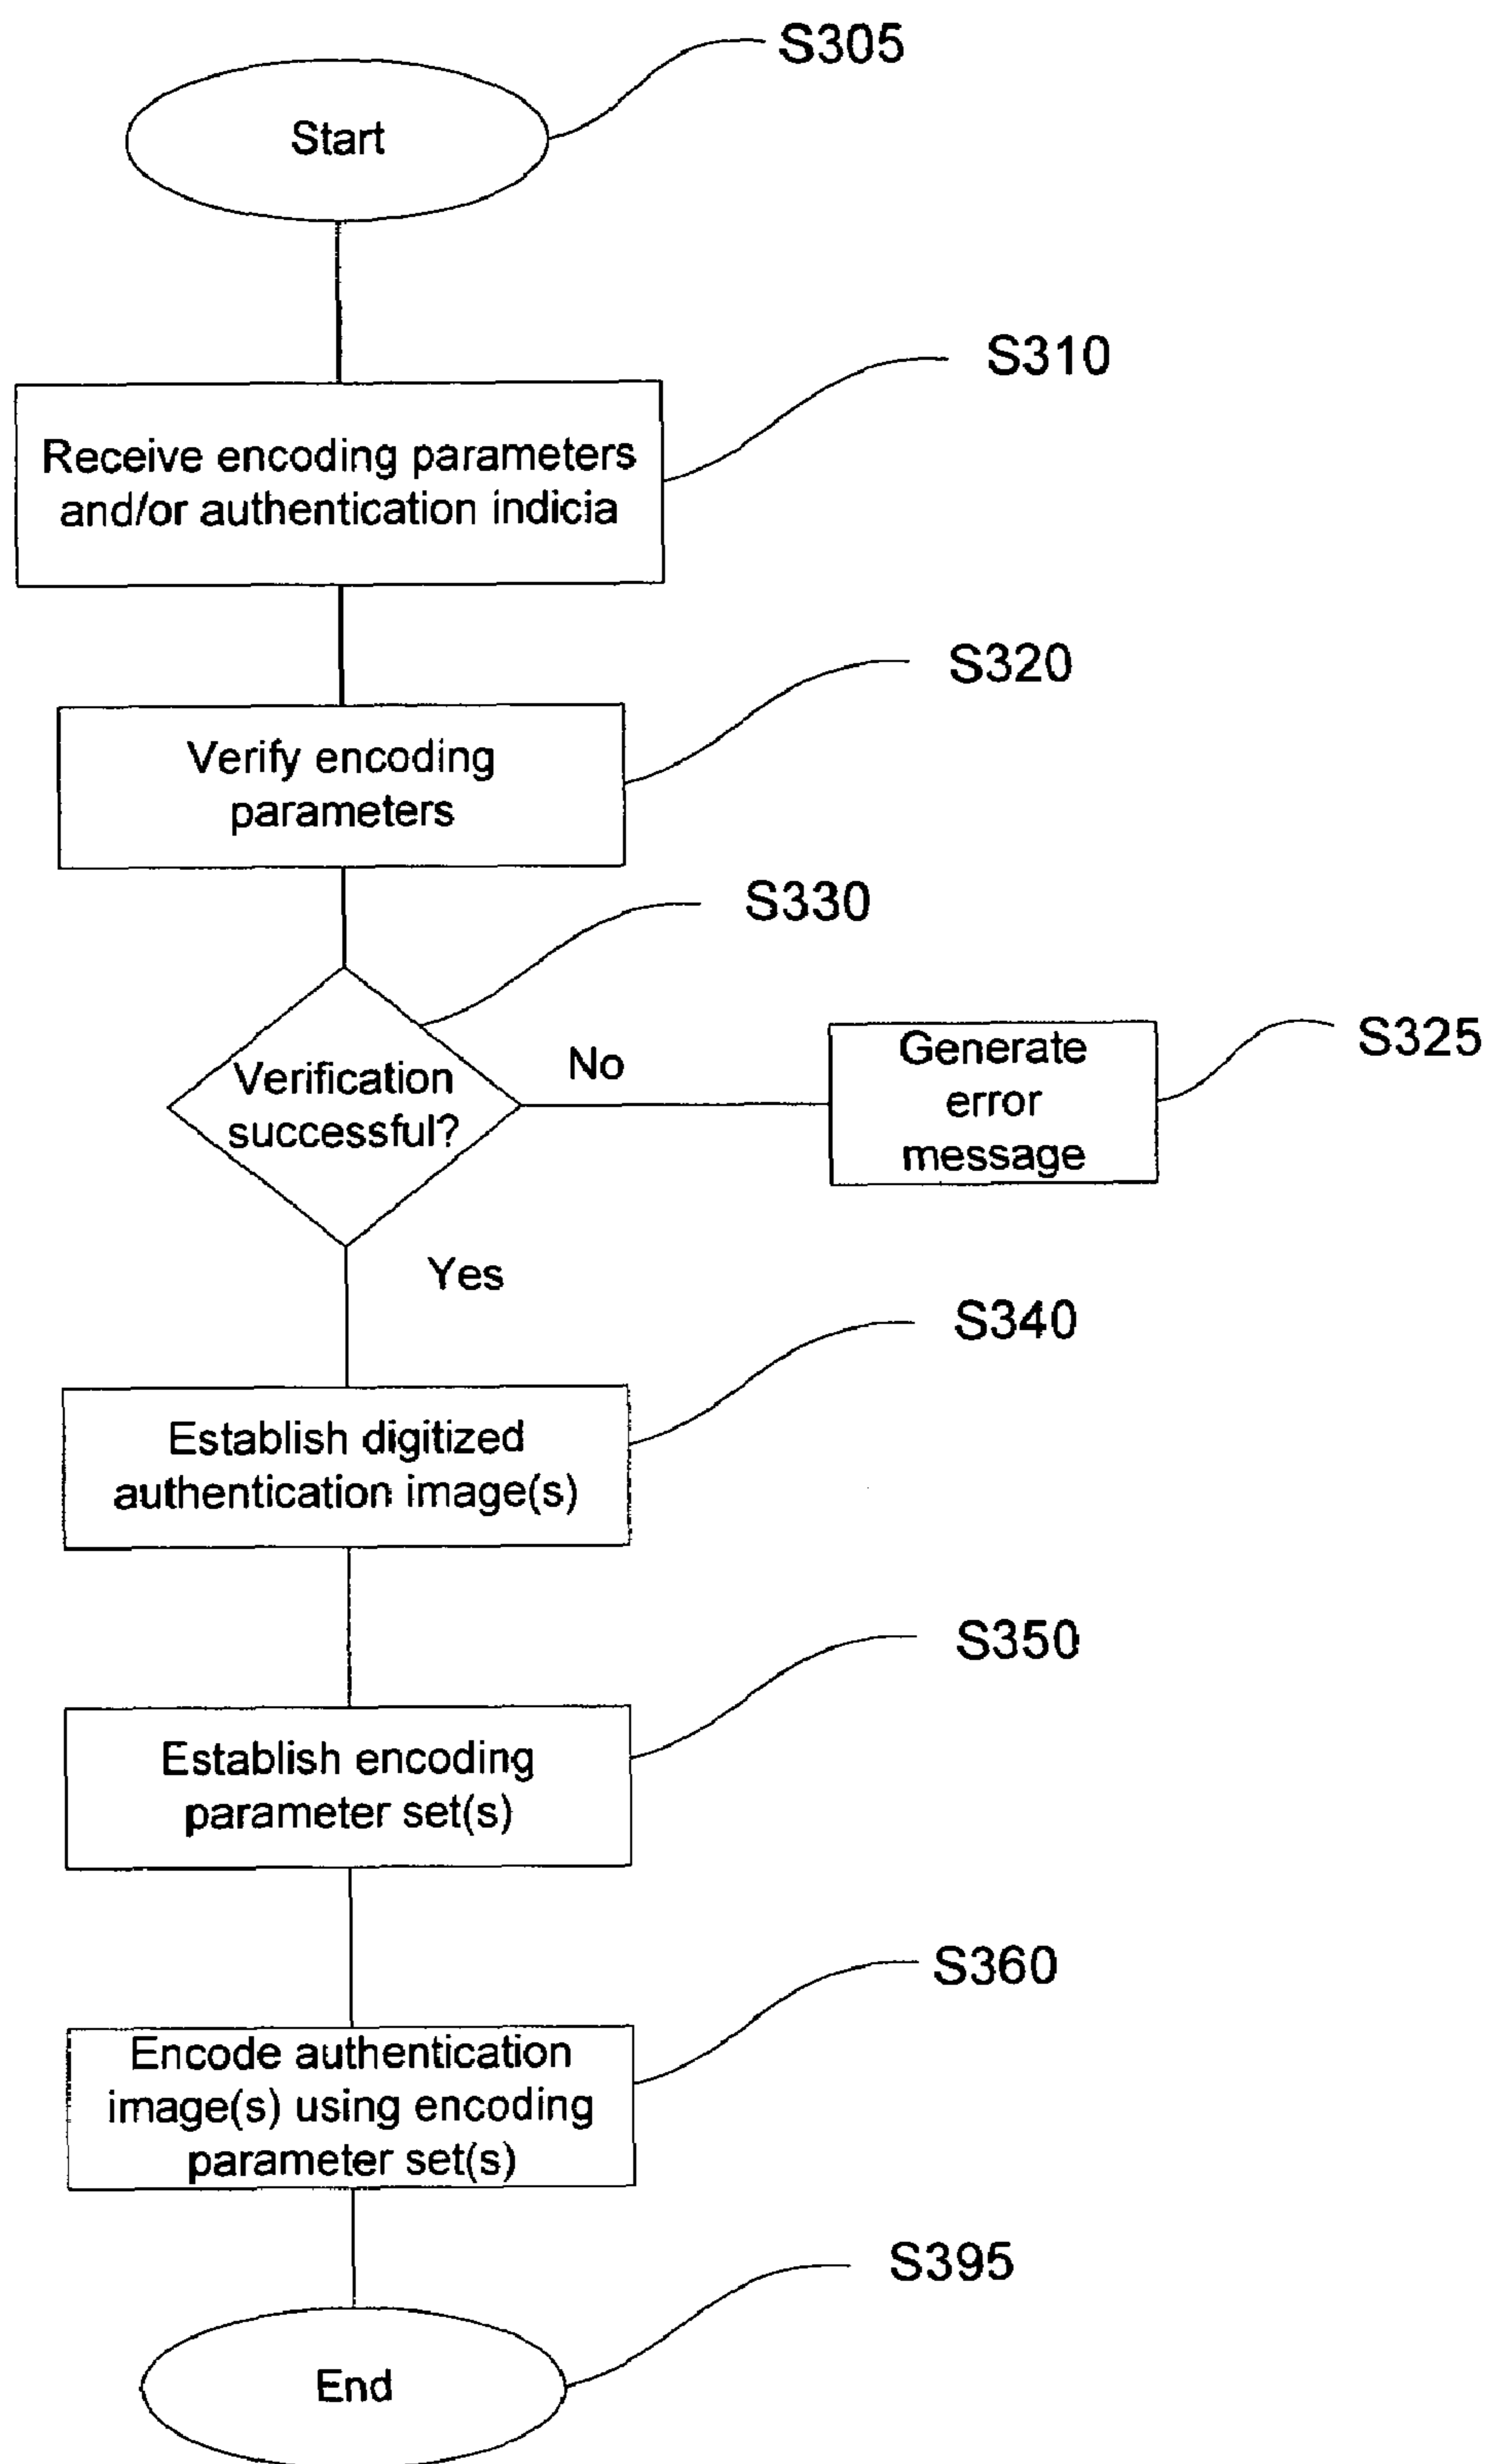 S305
Start
S310
Receive encoding parameters
and/or authentication indicia
S320
Verify encoding
parameters
S330
Verification
successful?
No
Generate
error
message
S325
Yes
S340
Establish digitized
authentication image(s)
S350
Establish encoding
parameter set(s)
S360
Encode authentication
image(s) using encoding
parameter set(s)
S395
End